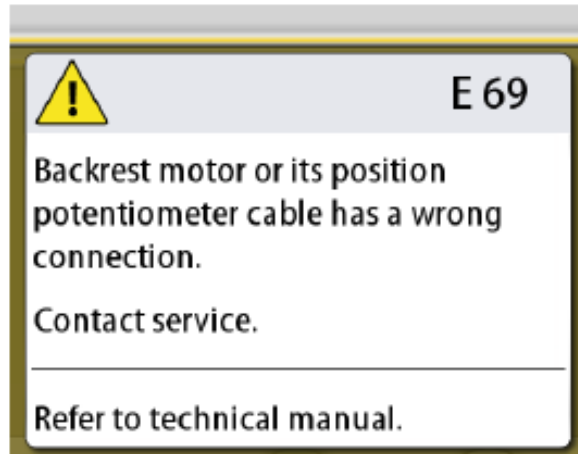 E 69
Backrest motor or its position
potentiometer cable has a wrong
connection.
Contact service.
Refer to technical manual.